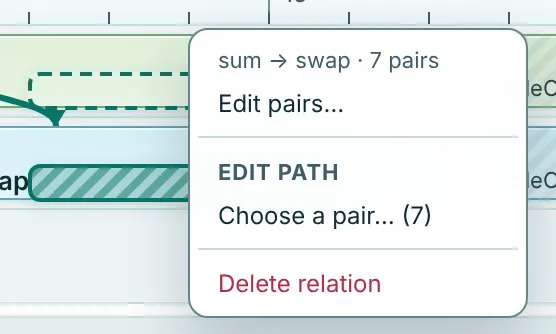 sum → swap · 7 pairs
Edit pairs...
EDIT PATH
Choose a pair... (7)
Delete relation